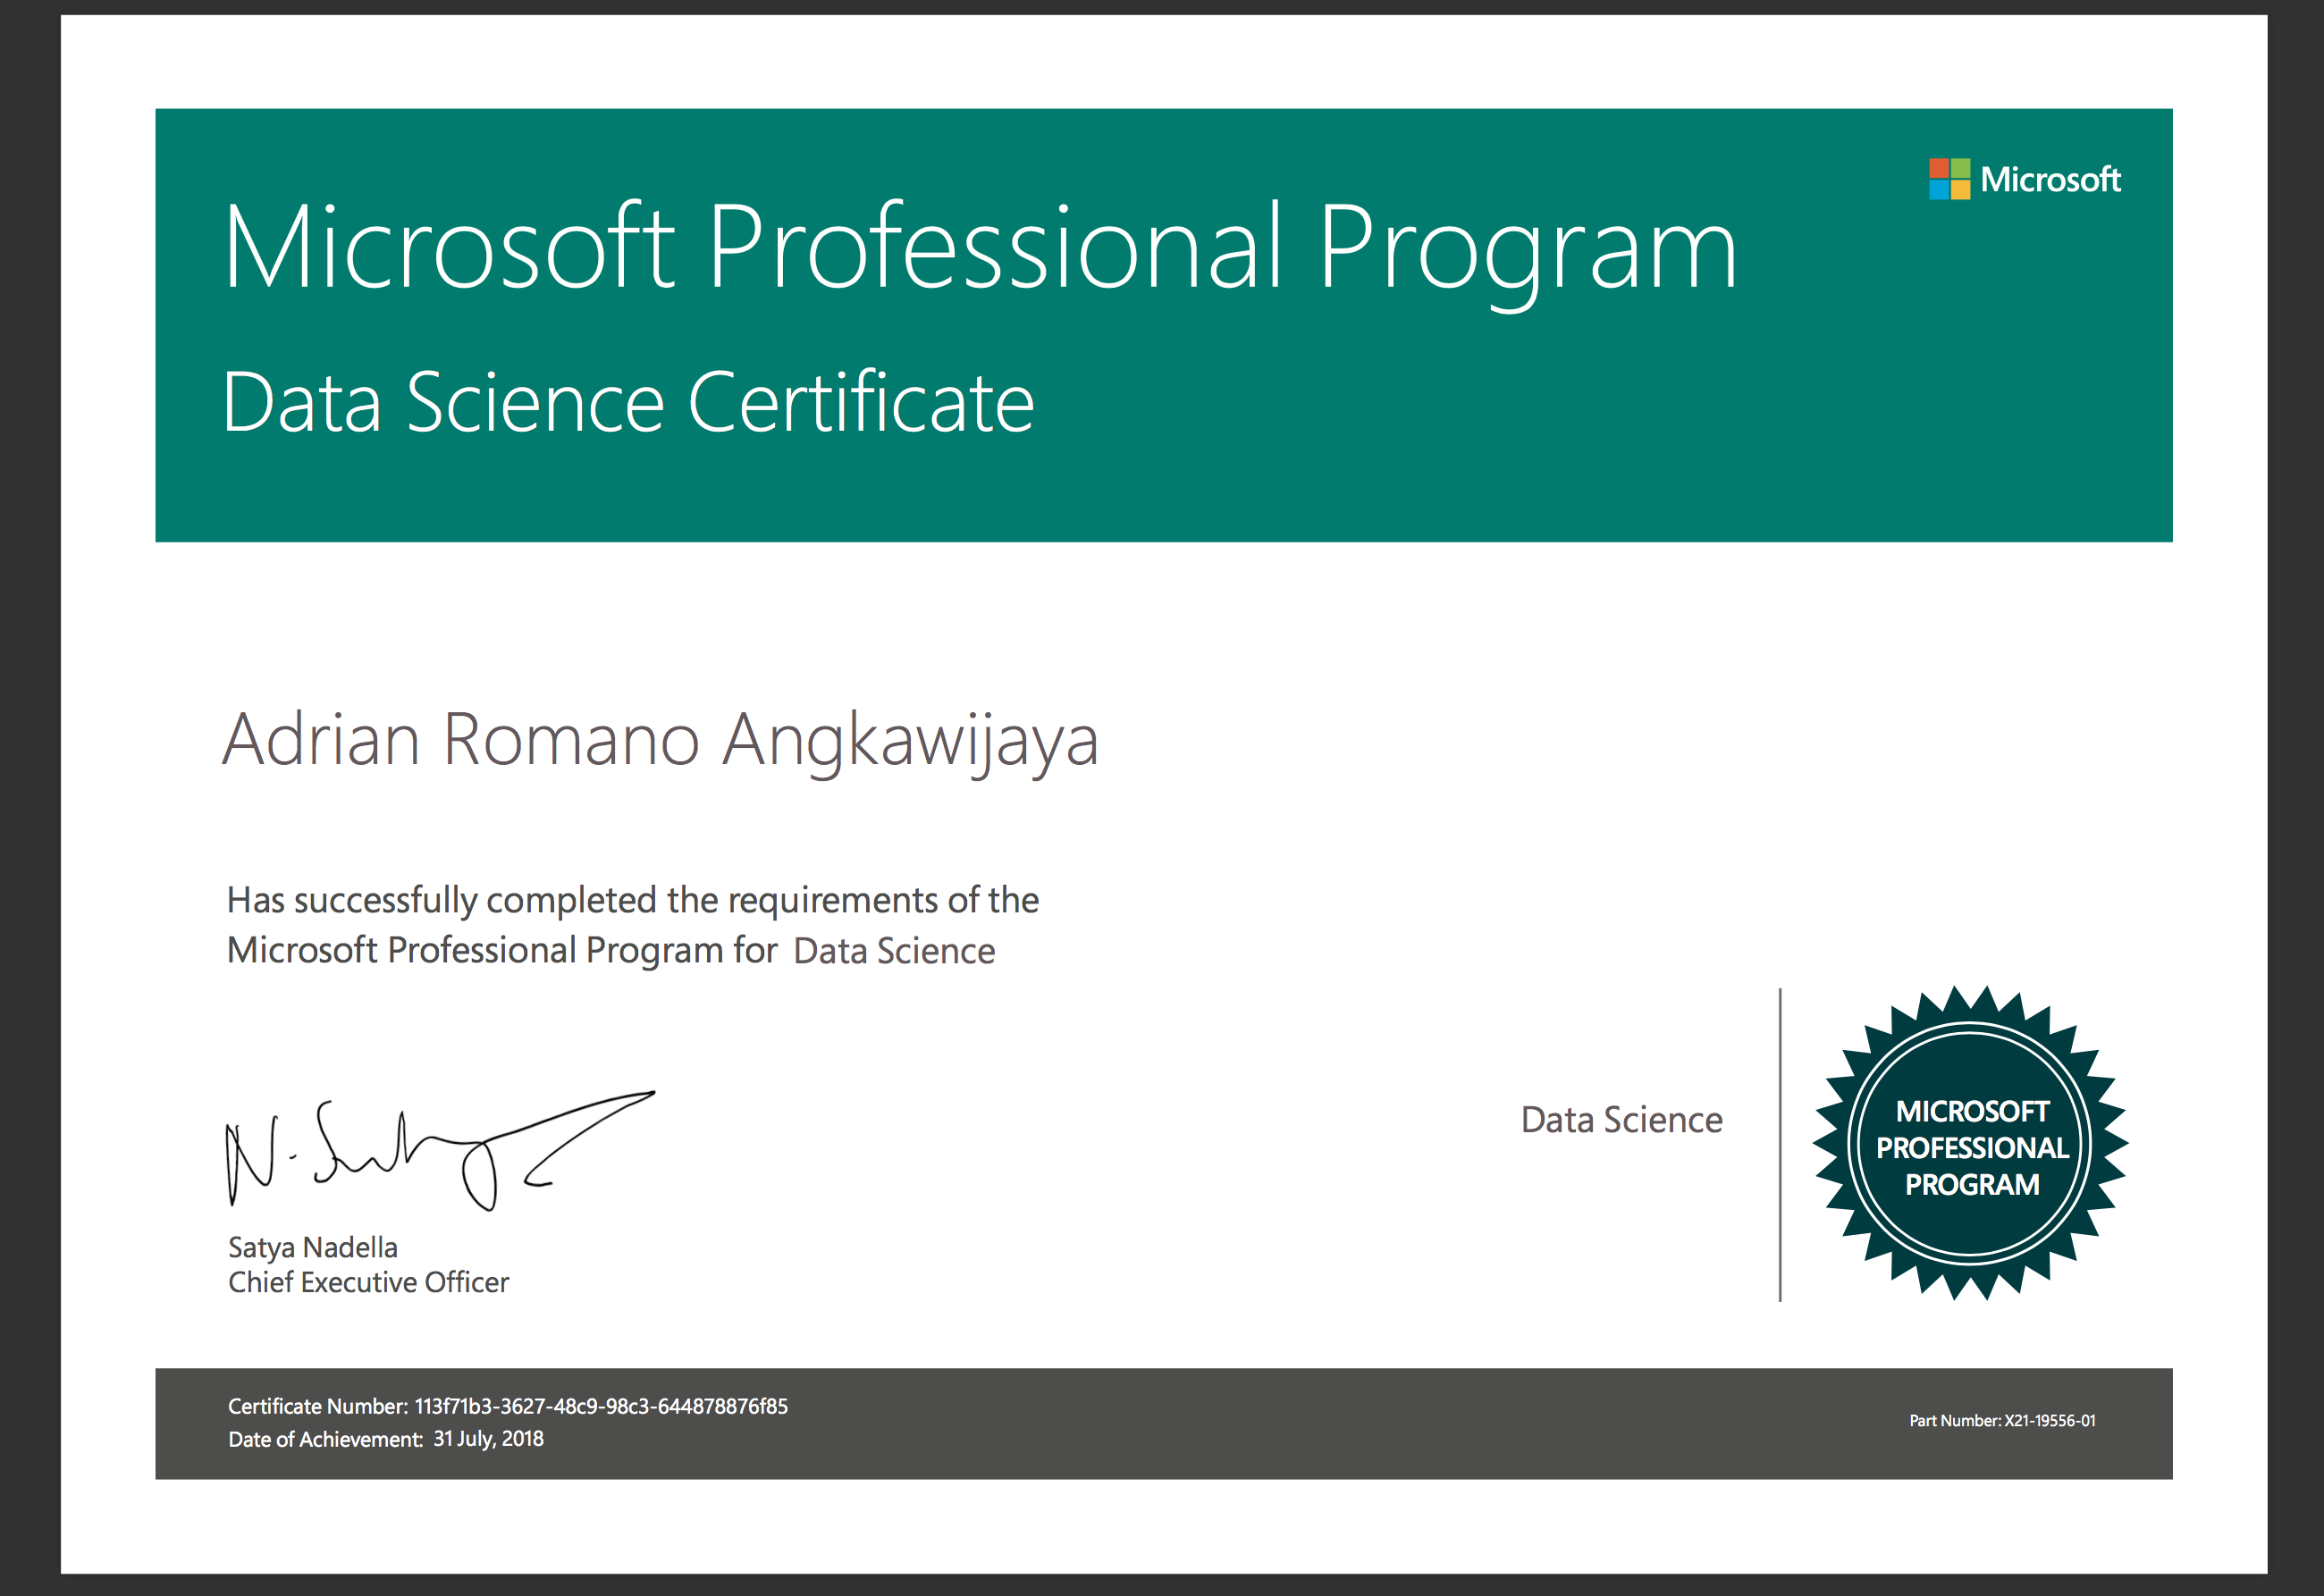 Microsoft
Microsoft Professional Program
Data Science Certificate
Adrian Romano Angkawijaya
Has successfully completed the requirements of the
Microsoft Professional Program for Data Science
Satya Nadella
Chief Executive Officer
Data Science
MICROSOFT
PROFESSIONAL
PROGRAM
Certificate Number: 113f71b3-3627-48c9-98c3-644878876f85
Date of Achievement: 31 July, 2018
Part Number: X21-19556-01